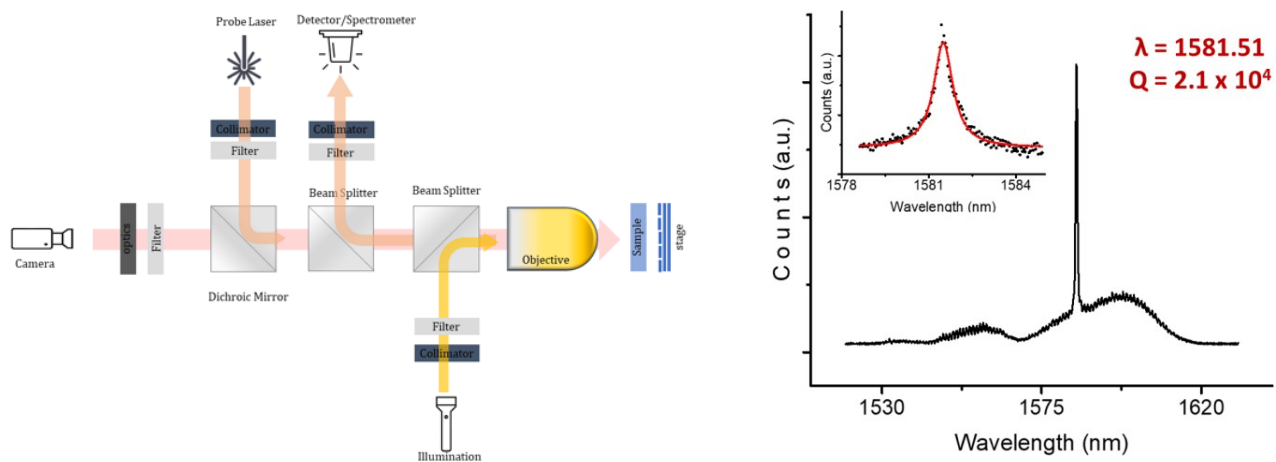 Probe Laser
Detector/Spectrometer
Collimator
Collimator
Filter
Filter
Beam Splitter
Beam Splitter
Camera
optics
Filter
Objective
Sample
stage
Dichroic Mirror
Filter
Collimator
Illumination
λ = 1581.51
Q = 2.1 x 10⁴
Counts (a.u.)
1578
1581
1584
Wavelength (nm)
Counts (a.u.)
1530
1575
1620
Wavelength (nm)